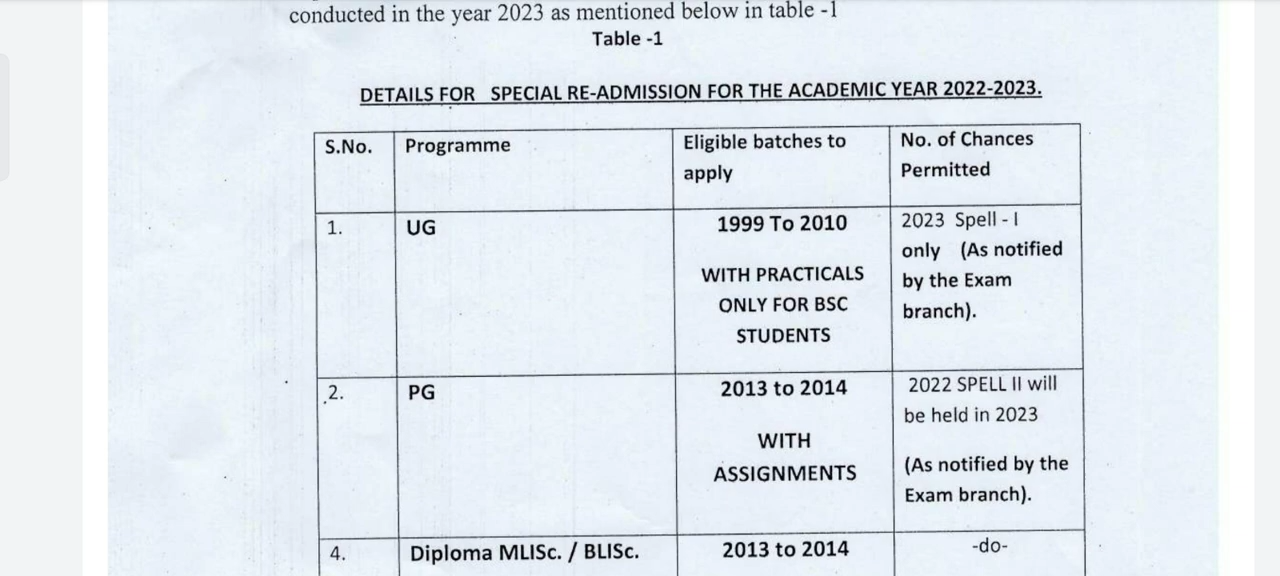 conducted in the year 2023 as mentioned below in table -1
Table -1
DETAILS FOR SPECIAL RE-ADMISSION FOR THE ACADEMIC YEAR 2022-2023.
S.No.
Programme
Eligible batches to
apply
No. of Chances
Permitted
1.
UG
1999 To 2010
WITH PRACTICALS
ONLY FOR BSC
STUDENTS
2023 Spell - I
only (As notified
by the Exam
branch).
2.
PG
2013 to 2014
WITH
ASSIGNMENTS
2022 SPELL II will
be held in 2023
(As notified by the
Exam branch).
4.
Diploma MLISc. / BLISc.
2013 to 2014
-do-